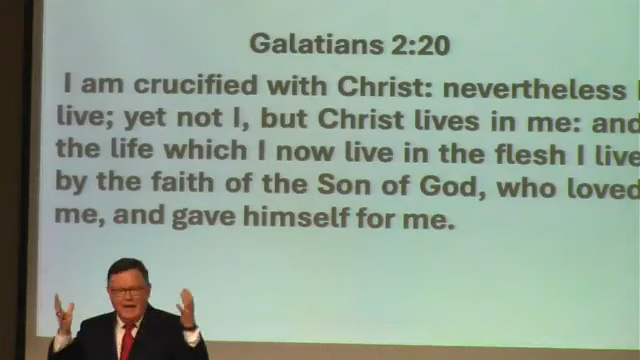 Galatians 2:20
I am crucified with Christ: nevertheless I
live; yet not I, but Christ lives in me: and
the life which I now live in the flesh I live
by the faith of the Son of God, who loved
me, and gave himself for me.